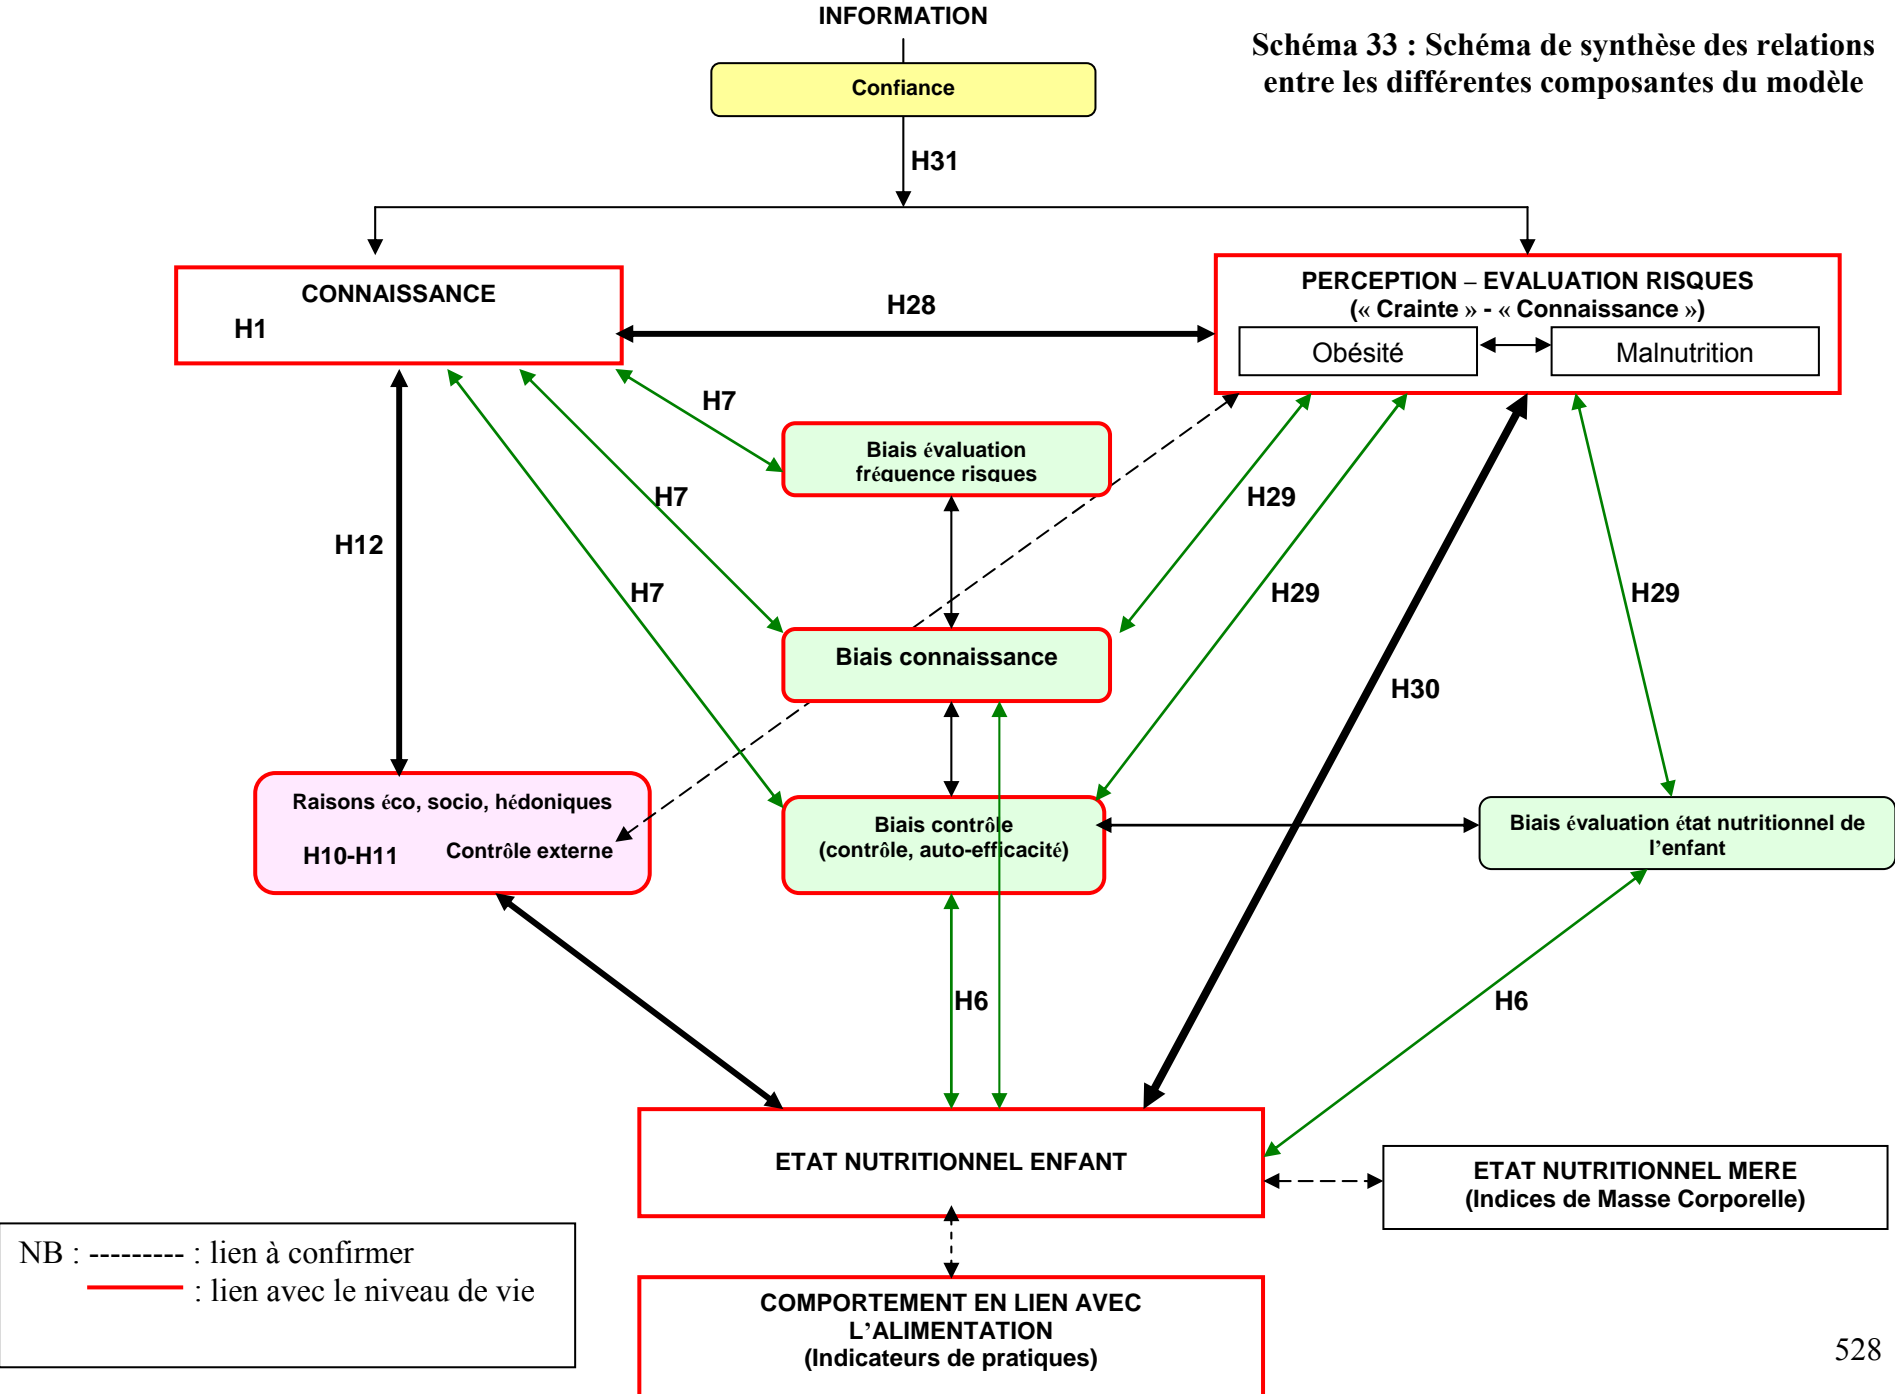 INFORMATION
Schéma 33 : Schéma de synthèse des relations
entre les différentes composantes du modèle
Confiance
H31
CONNAISSANCE
H1
H28
PERCEPTION – EVALUATION RISQUES
(« Crainte » - « Connaissance »)
Obésité
Malnutrition
H7
Biais évaluation
fréquence risques
H7
H29
H12
H7
H29
H29
Biais connaissance
H30
Raisons éco, socio, hédoniques
H10-H11
Contrôle externe
Biais contrôle
(contrôle, auto-efficacité)
Biais évaluation état nutritionnel de
l’enfant
H6
H6
ETAT NUTRITIONNEL ENFANT
ETAT NUTRITIONNEL MERE
(Indices de Masse Corporelle)
NB : --------- : lien à confirmer
: lien avec le niveau de vie
COMPORTEMENT EN LIEN AVEC
L’ALIMENTATION
(Indicateurs de pratiques)
528